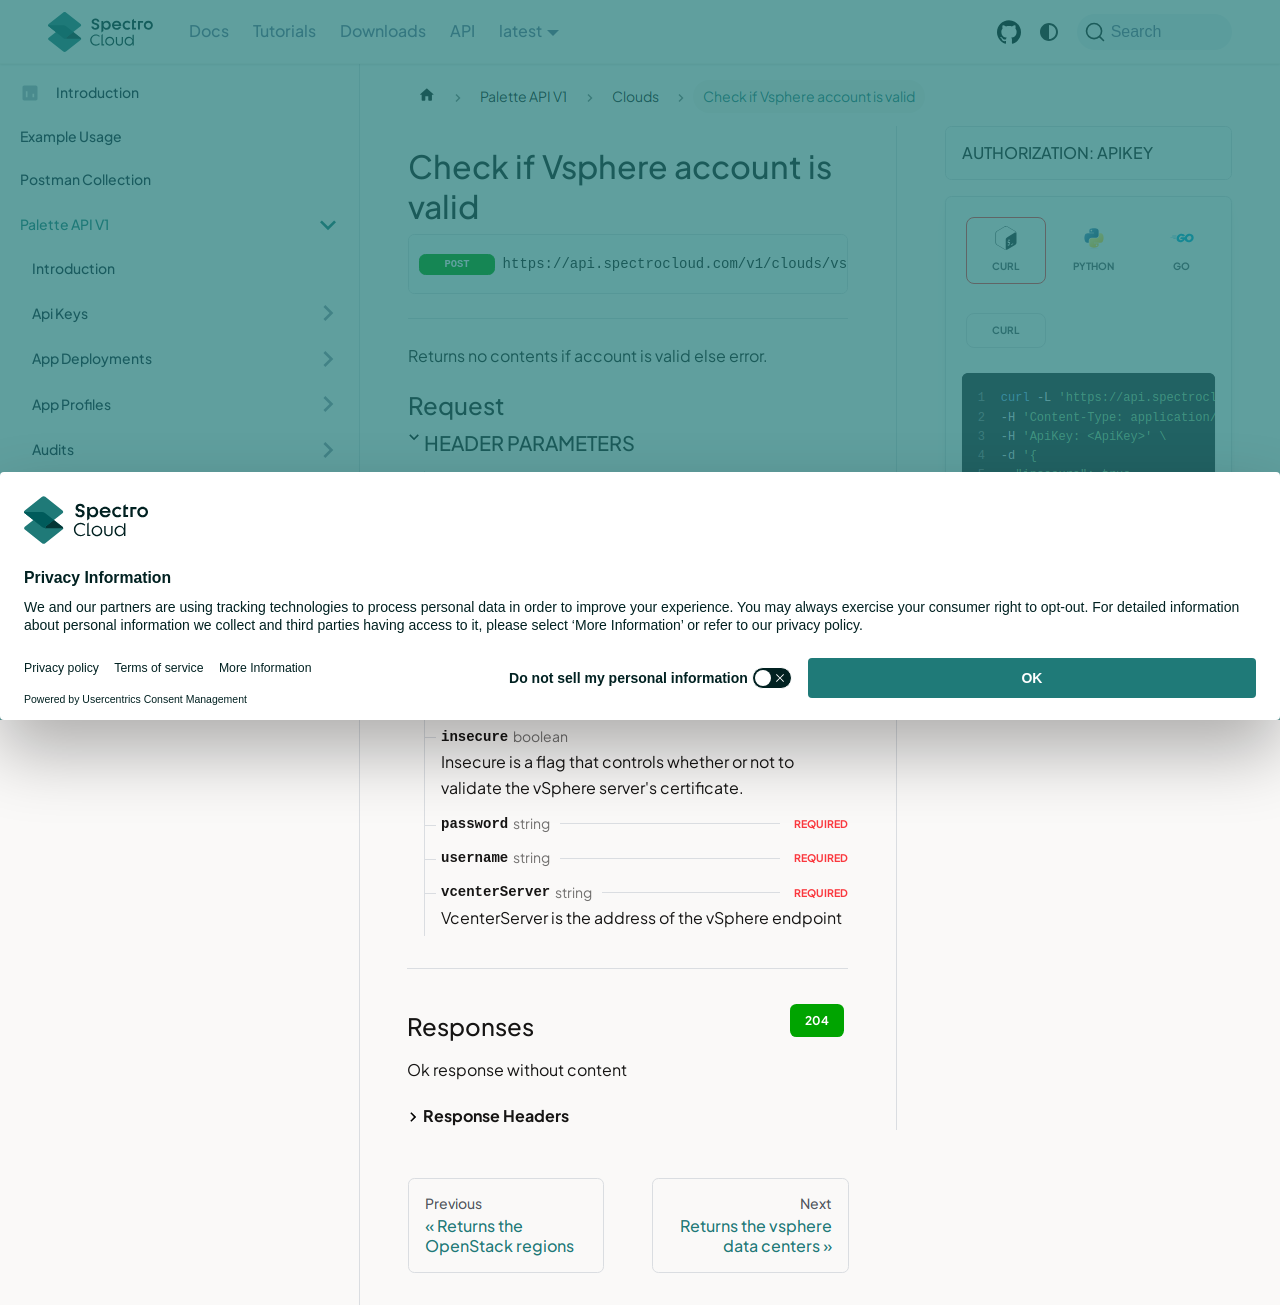 Spectro Cloud
Docs
Tutorials
Downloads
API
latest
Search
Introduction
Example Usage
Postman Collection
Palette API V1
Introduction
Api Keys
App Deployments
App Profiles
Audits
Palette API V1
Clouds
Check if Vsphere account is valid
Check if Vsphere account is
valid
POST https://api.spectrocloud.com/v1/clouds/vs
Returns no contents if account is valid else error.
Request
HEADER PARAMETERS
AUTHORIZATION: APIKEY
CURL
PYTHON
GO
CURL
1 curl -L 'https://api.spectrocl
2 -H 'Content-Type: application/
3 -H 'ApiKey: <ApiKey>' \
4 -d '{
Spectro
Cloud
Privacy Information
We and our partners are using tracking technologies to process personal data in order to improve your experience. You may always exercise your consumer right to opt-out. For detailed information
about personal information we collect and third parties having access to it, please select ‘More Information’ or refer to our privacy policy.
Privacy policy
Terms of service
More Information
Powered by Usercentrics Consent Management
Do not sell my personal information
OK
insecure boolean
Insecure is a flag that controls whether or not to
validate the vSphere server's certificate.
password string REQUIRED
username string REQUIRED
vcenterServer string REQUIRED
VcenterServer is the address of the vSphere endpoint
Responses
204
Ok response without content
Response Headers
Previous
« Returns the
OpenStack regions
Next
Returns the vsphere
data centers »